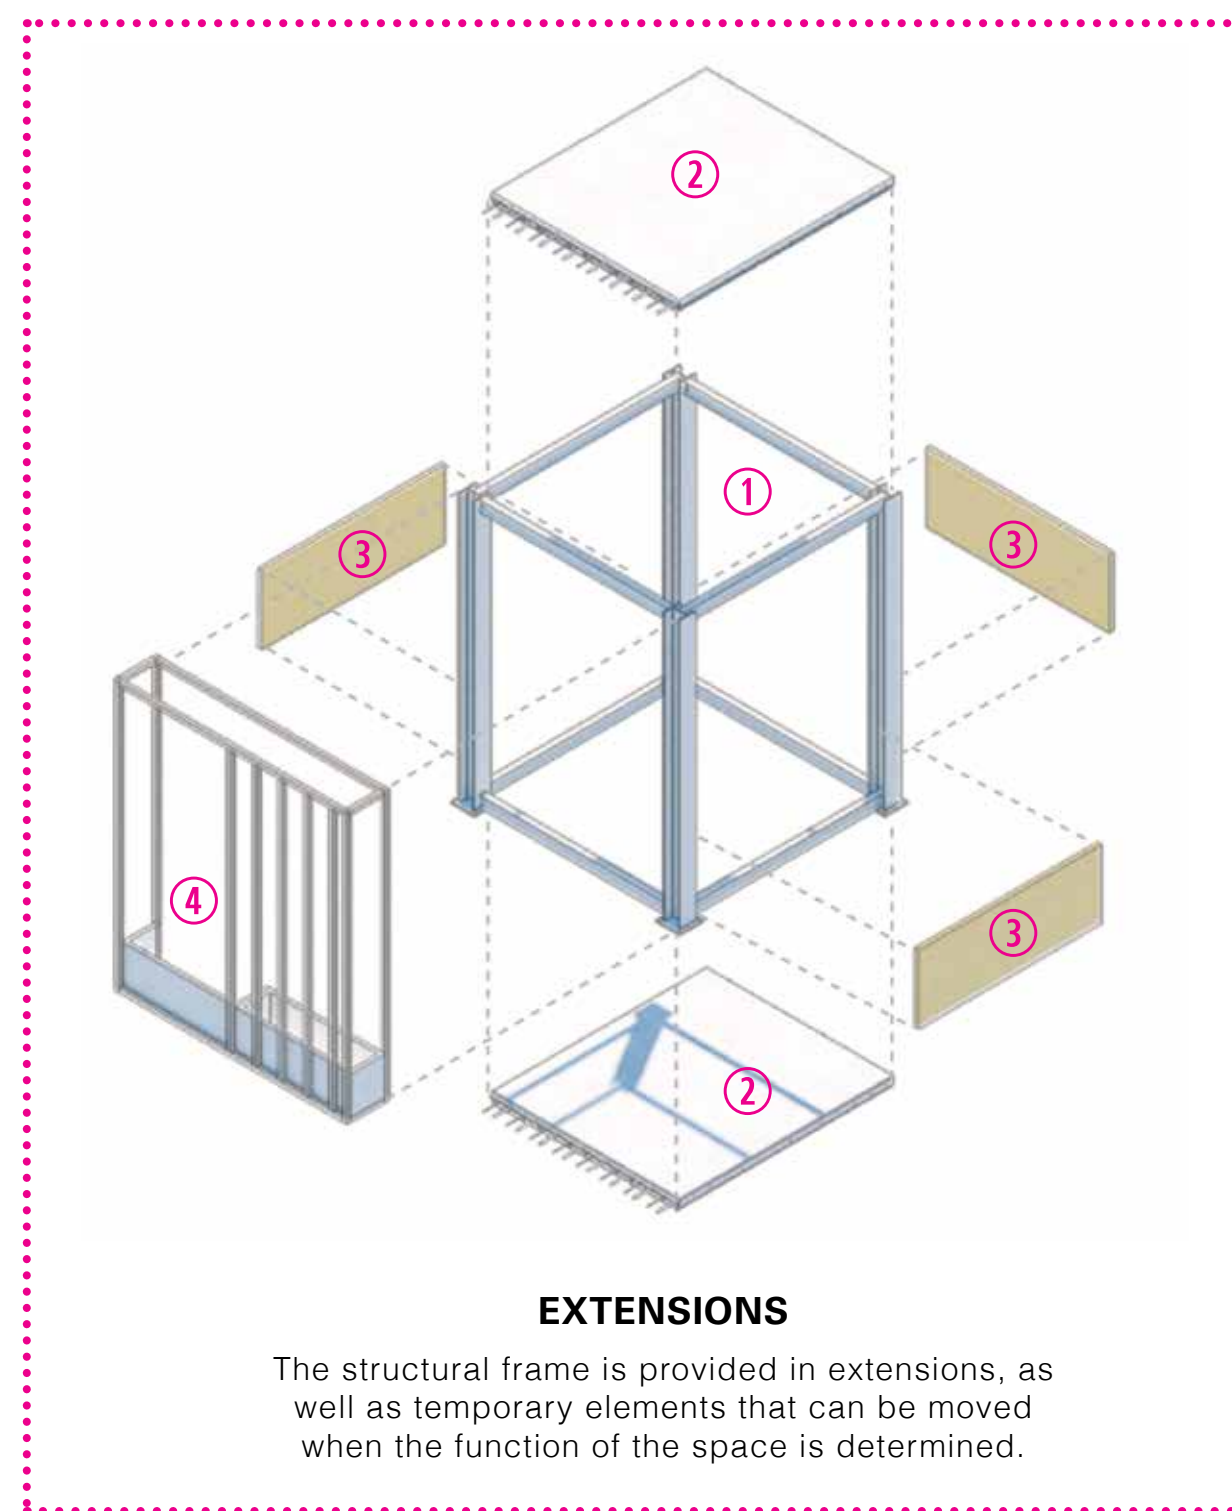 ②
①
③
③
④
③
②
EXTENSIONS
The structural frame is provided in extensions, as
well as temporary elements that can be moved
when the function of the space is determined.